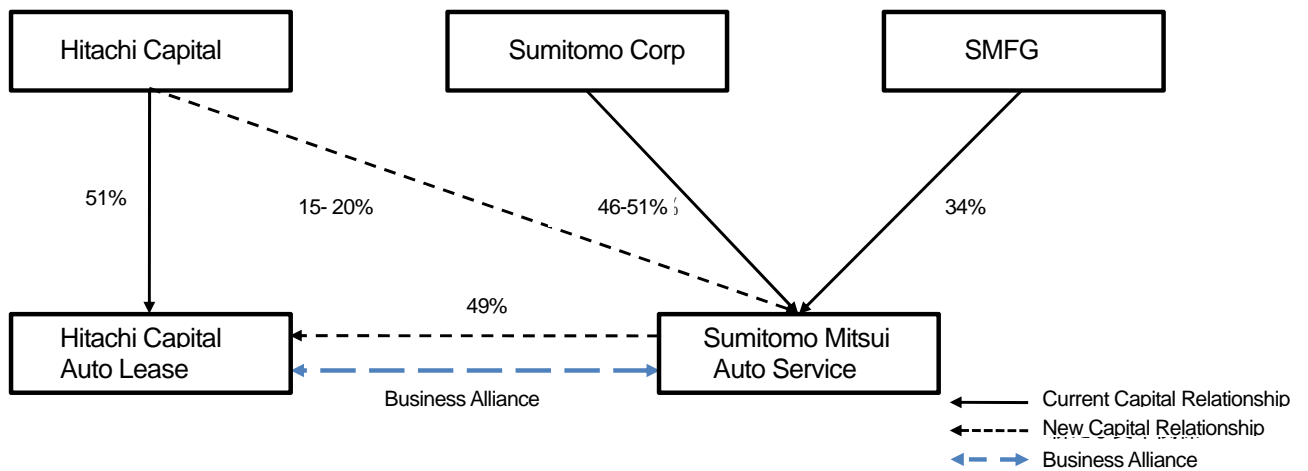 Hitachi Capital
Sumitomo Corp
SMFG
51%
15- 20%
46-51%
34%
49%
Hitachi Capital
Auto Lease
Sumitomo Mitsui
Auto Service
Business Alliance
Current Capital Relationship
New Capital Relationship
Business Alliance